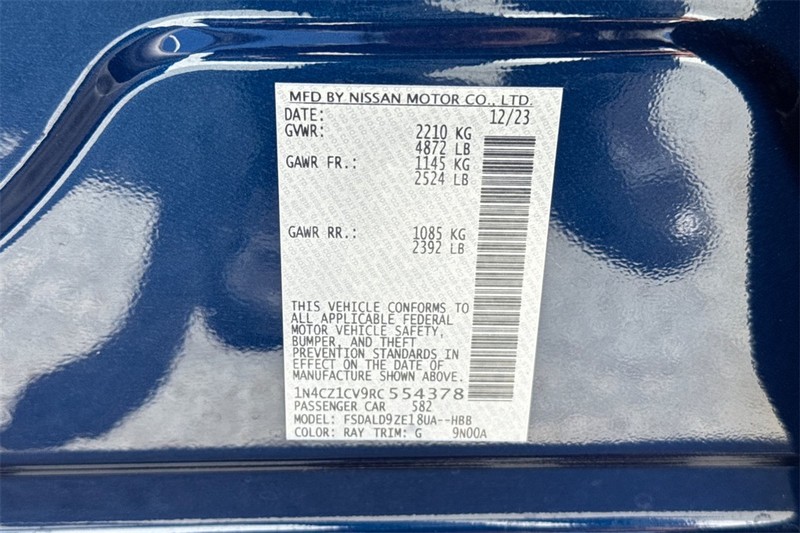 MFD BY NISSAN MOTOR CO., LTD.
DATE: 12/23
GVWR: 2210 KG
4872 LB
GAWR FR.: 1145 KG
2524 LB
GAWR RR.: 1085 KG
2392 LB
THIS VEHICLE CONFORMS TO
ALL APPLICABLE FEDERAL
MOTOR VEHICLE SAFETY,
BUMPER, AND THEFT
PREVENTION STANDARDS IN
EFFECT ON THE DATE OF
MANUFACTURE SHOWN ABOVE.
1N4CZ1CV9RC554378
PASSENGER CAR 582
MODEL: FSDALD9ZE18UA--HBB
COLOR: RAY TRIM: G 9N00A